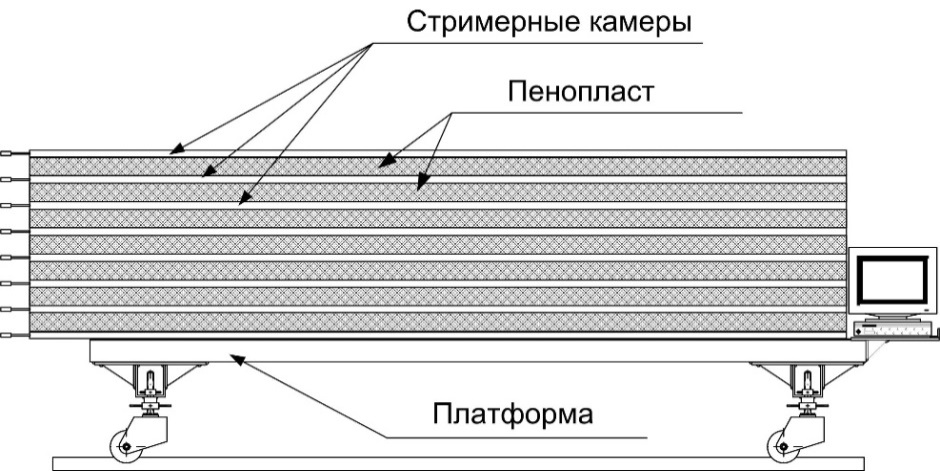 Стримерные камеры
Пенопласт
Платформа